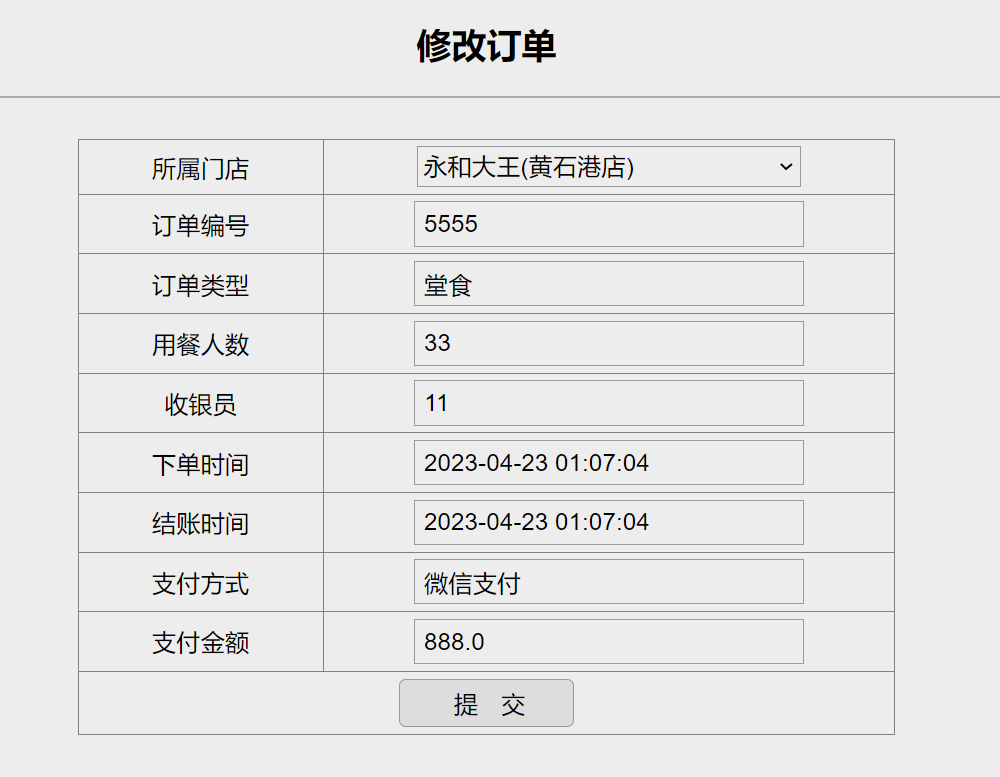 修改订单
所属门店 永和大王(黄石港店)
订单编号 5555
订单类型 堂食
用餐人数 33
收银员 11
下单时间 2023-04-23 01:07:04
结账时间 2023-04-23 01:07:04
支付方式 微信支付
支付金额 888.0
提 交